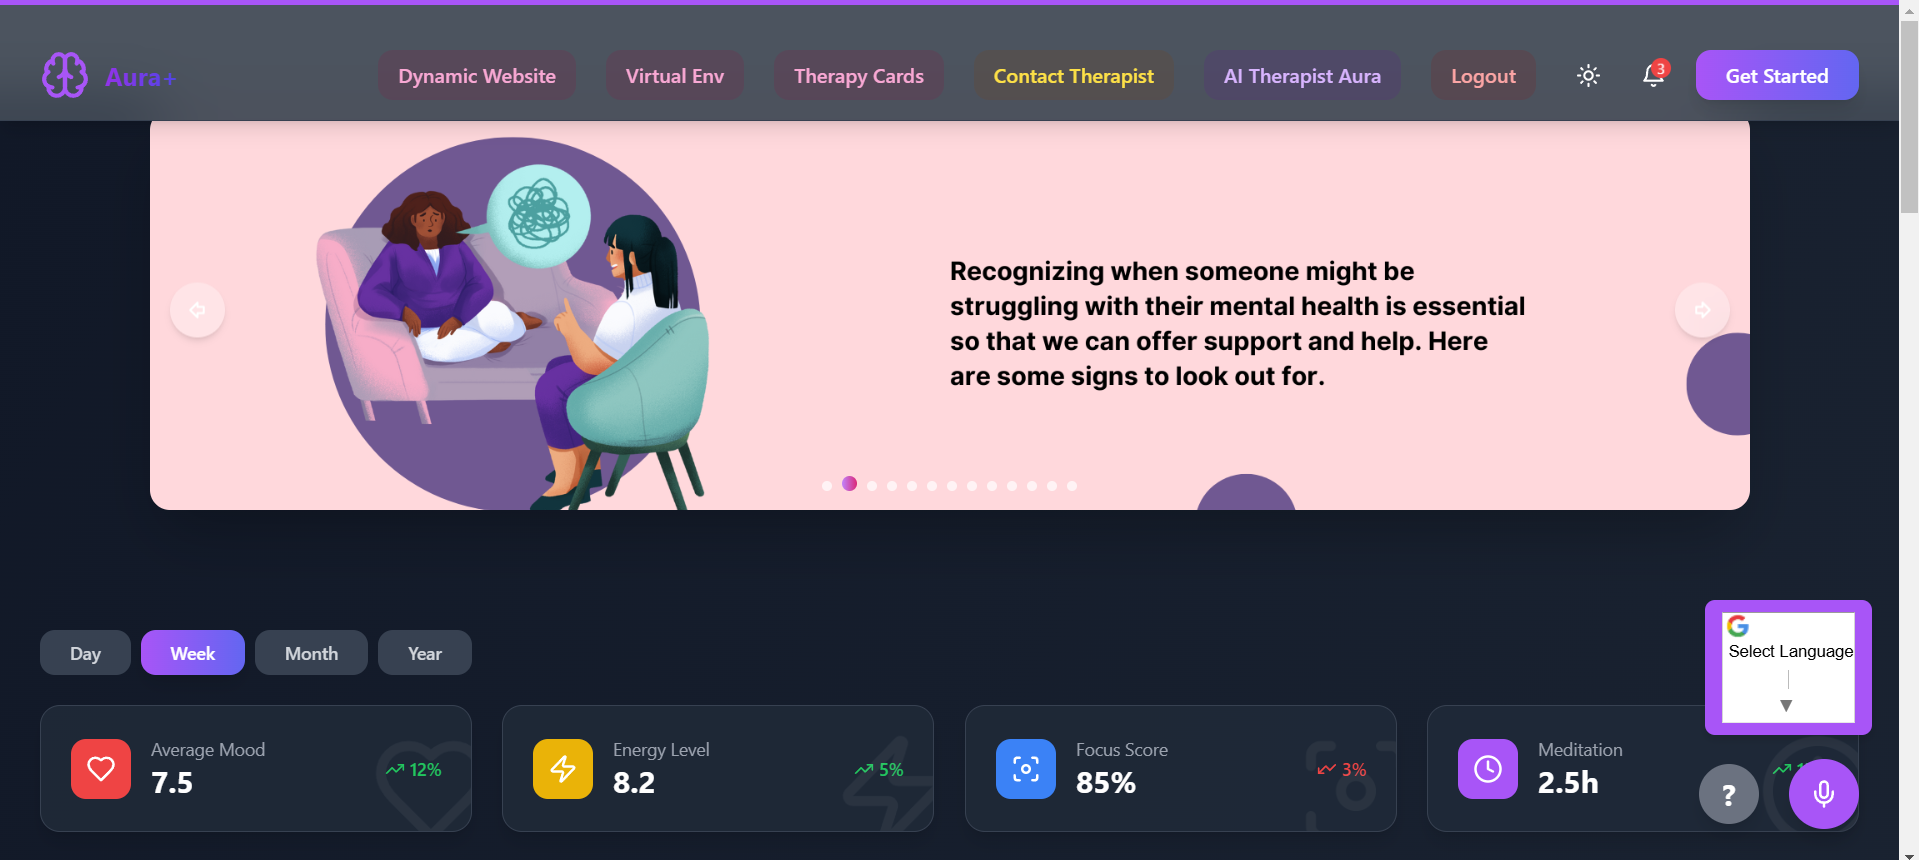 Aura+
Dynamic Website
Virtual Env
Therapy Cards
Contact Therapist
AI Therapist Aura
Logout
3
Get Started
Recognizing when someone might be
struggling with their mental health is essential
so that we can offer support and help. Here
are some signs to look out for.
Day
Week
Month
Year
Select Language
▼
Average Mood
7.5
12%
Energy Level
8.2
5%
Focus Score
85%
3%
Meditation
2.5h
?